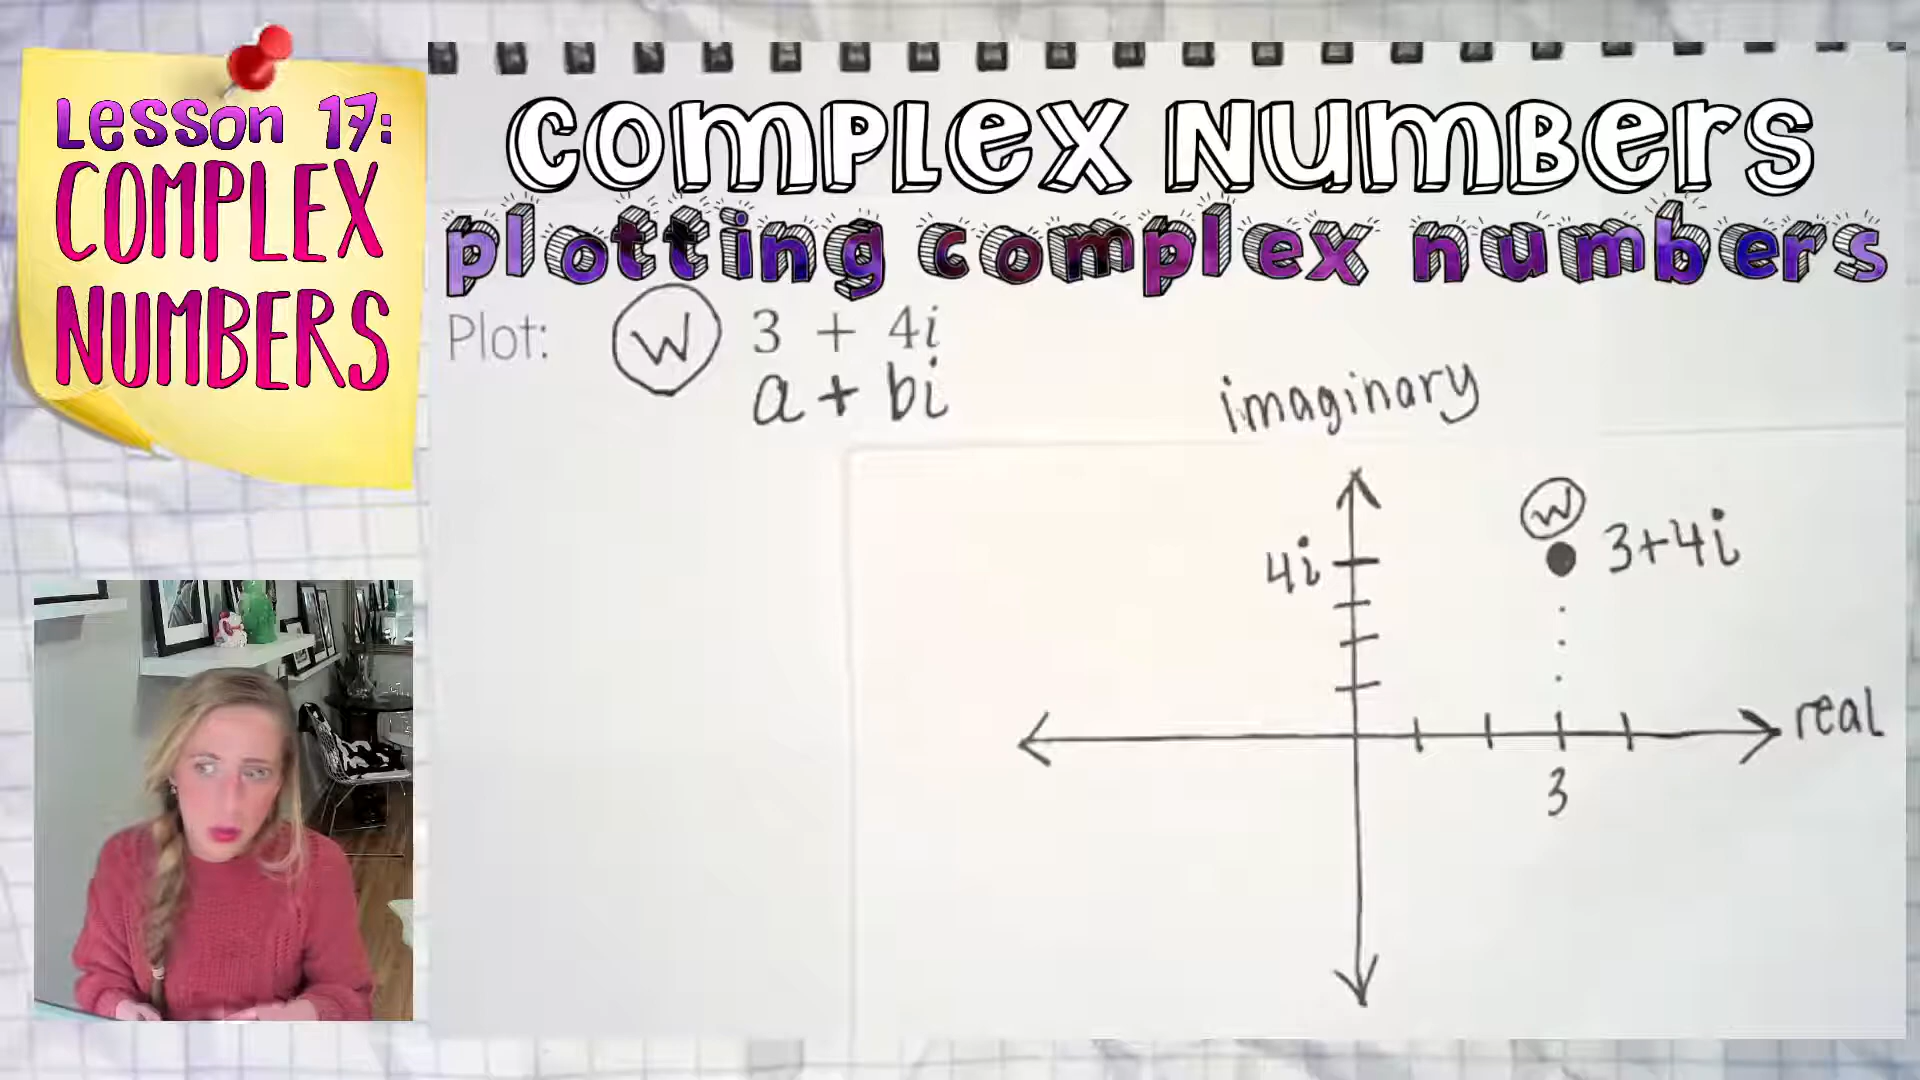 Lesson 17:
COMPLEX
NUMBERS
COMPLEX NUMBERS
plotting complex numbers
Plot: W 3 + 4i
a + bi
imaginary
W
4i
3+4i
real
3